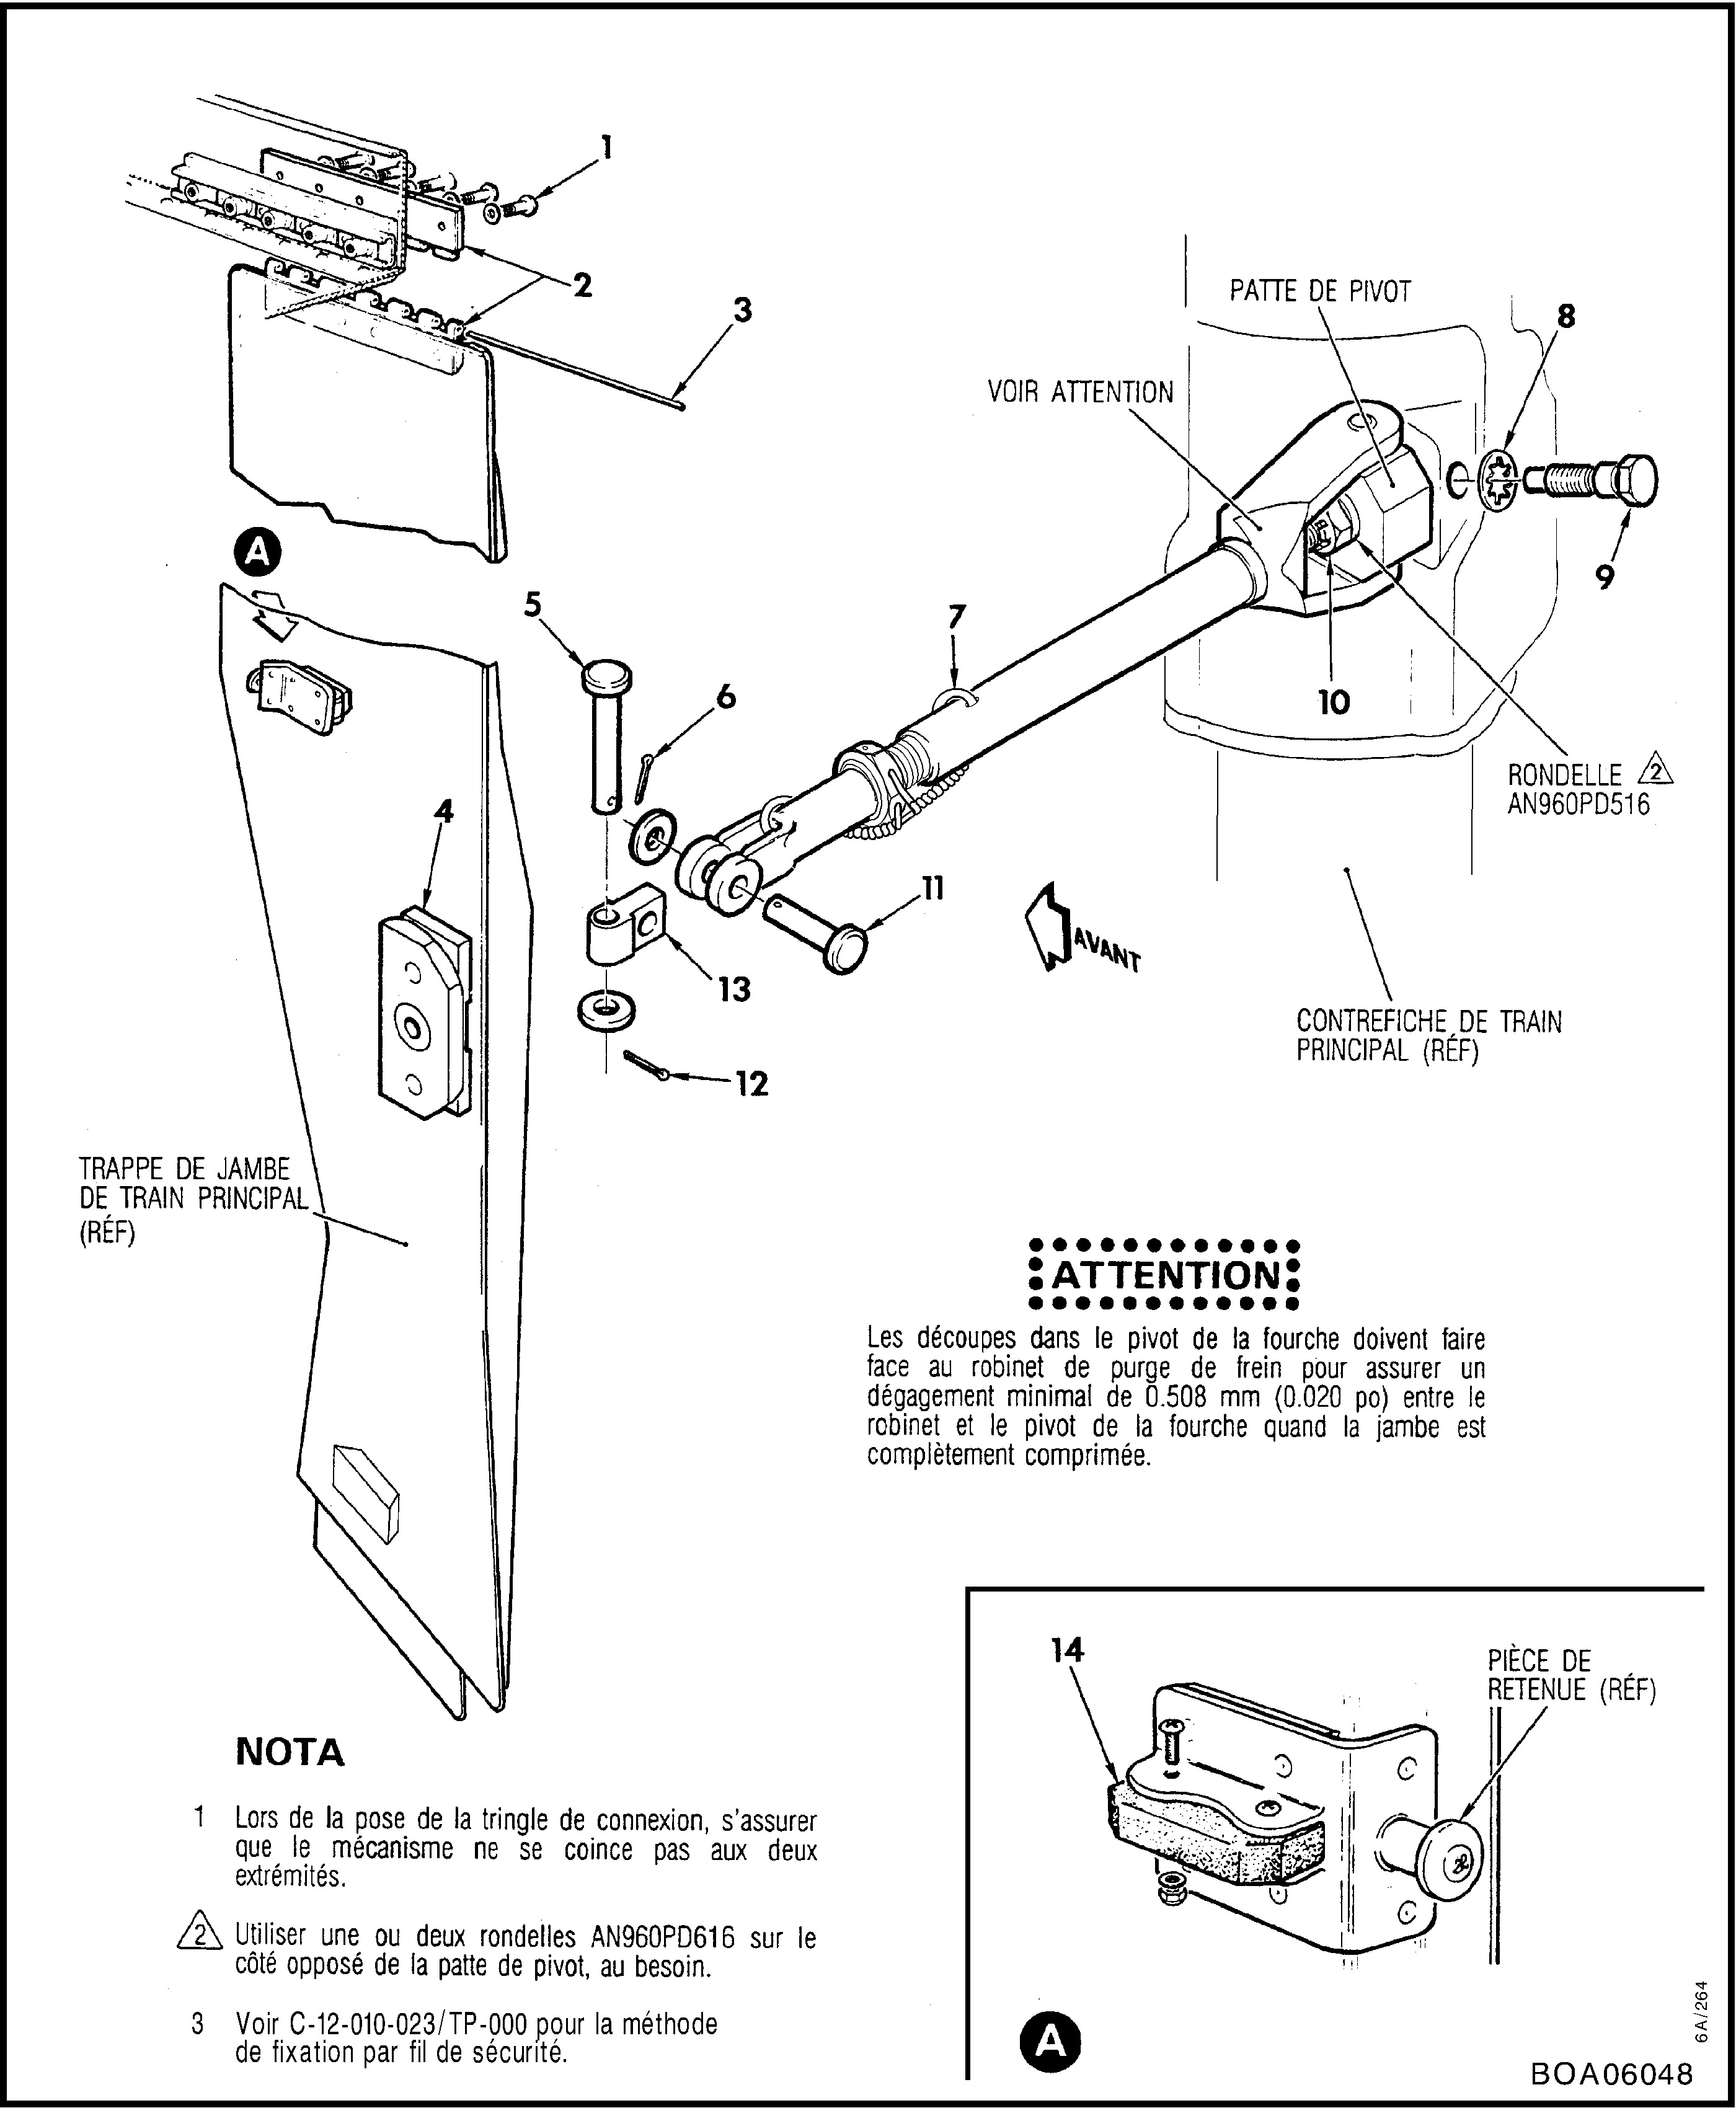 1
2
3
PATTE DE PIVOT
8
VOIR ATTENTION
A
5
7
9
6
10
4
RONDELLE 2
AN960PD516
11
AVANT
13
CONTREFICHE DE TRAIN
PRINCIPAL (RÉF)
12
TRAPPE DE JAMBE
DE TRAIN PRINCIPAL
(RÉF)
ATTENTION
Les découpes dans le pivot de la fourche doivent faire
face au robinet de purge de frein pour assurer un
dégagement minimal de 0.508 mm (0.020 po) entre le
robinet et le pivot de la fourche quand la jambe est
complètement comprimée.
14
PIÈCE DE
RETENUE (RÉF)
NOTA
1 Lors de la pose de la tringle de connexion, s'assurer
que le mécanisme ne se coince pas aux deux
extrémités.
2 Utiliser une ou deux rondelles AN960PD616 sur le
côté opposé de la patte de pivot, au besoin.
3 Voir C-12-010-023/TP-000 pour la méthode
de fixation par fil de sécurité.
A
6A/264
BOA06048